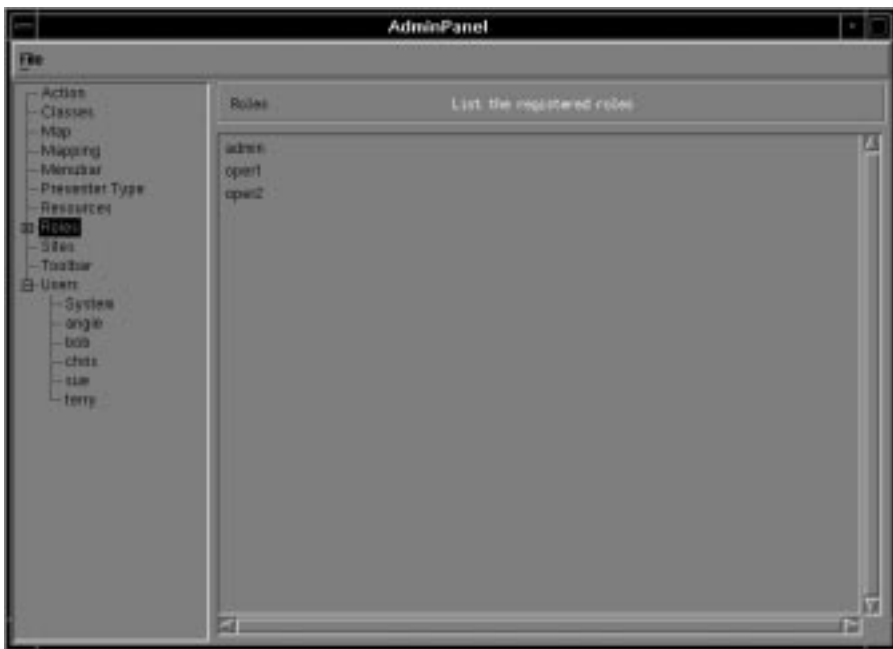 AdminPanel
File
Action
Classes
Map
Mapping
Menubar
Presenter Type
Resources
Roles
Sites
Toolbar
Users
System
angie
bob
chris
sue
terry
Roles List the registered roles
admin
oper1
oper2